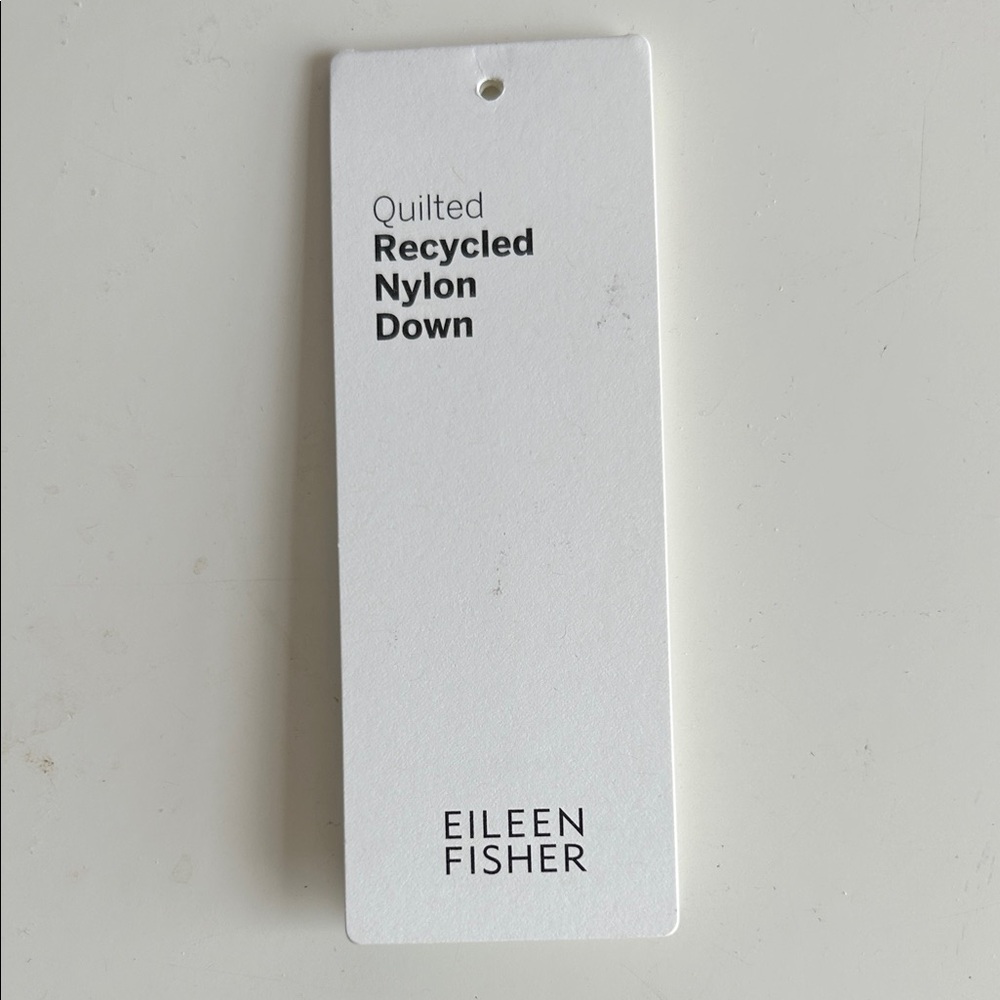 Quilted
Recycled
Nylon
Down
EILEEN
FISHER